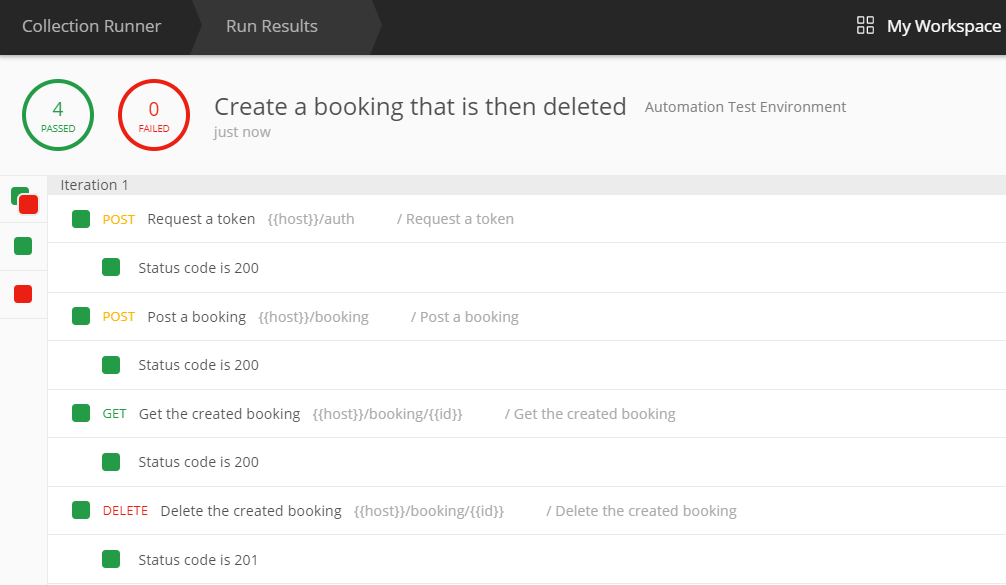 Collection Runner Run Results My Workspace
4 PASSED 0 FAILED
Create a booking that is then deleted Automation Test Environment
just now
Iteration 1
POST Request a token {{host}}/auth / Request a token
Status code is 200
POST Post a booking {{host}}/booking / Post a booking
Status code is 200
GET Get the created booking {{host}}/booking/{{id}} / Get the created booking
Status code is 200
DELETE Delete the created booking {{host}}/booking/{{id}} / Delete the created booking
Status code is 201